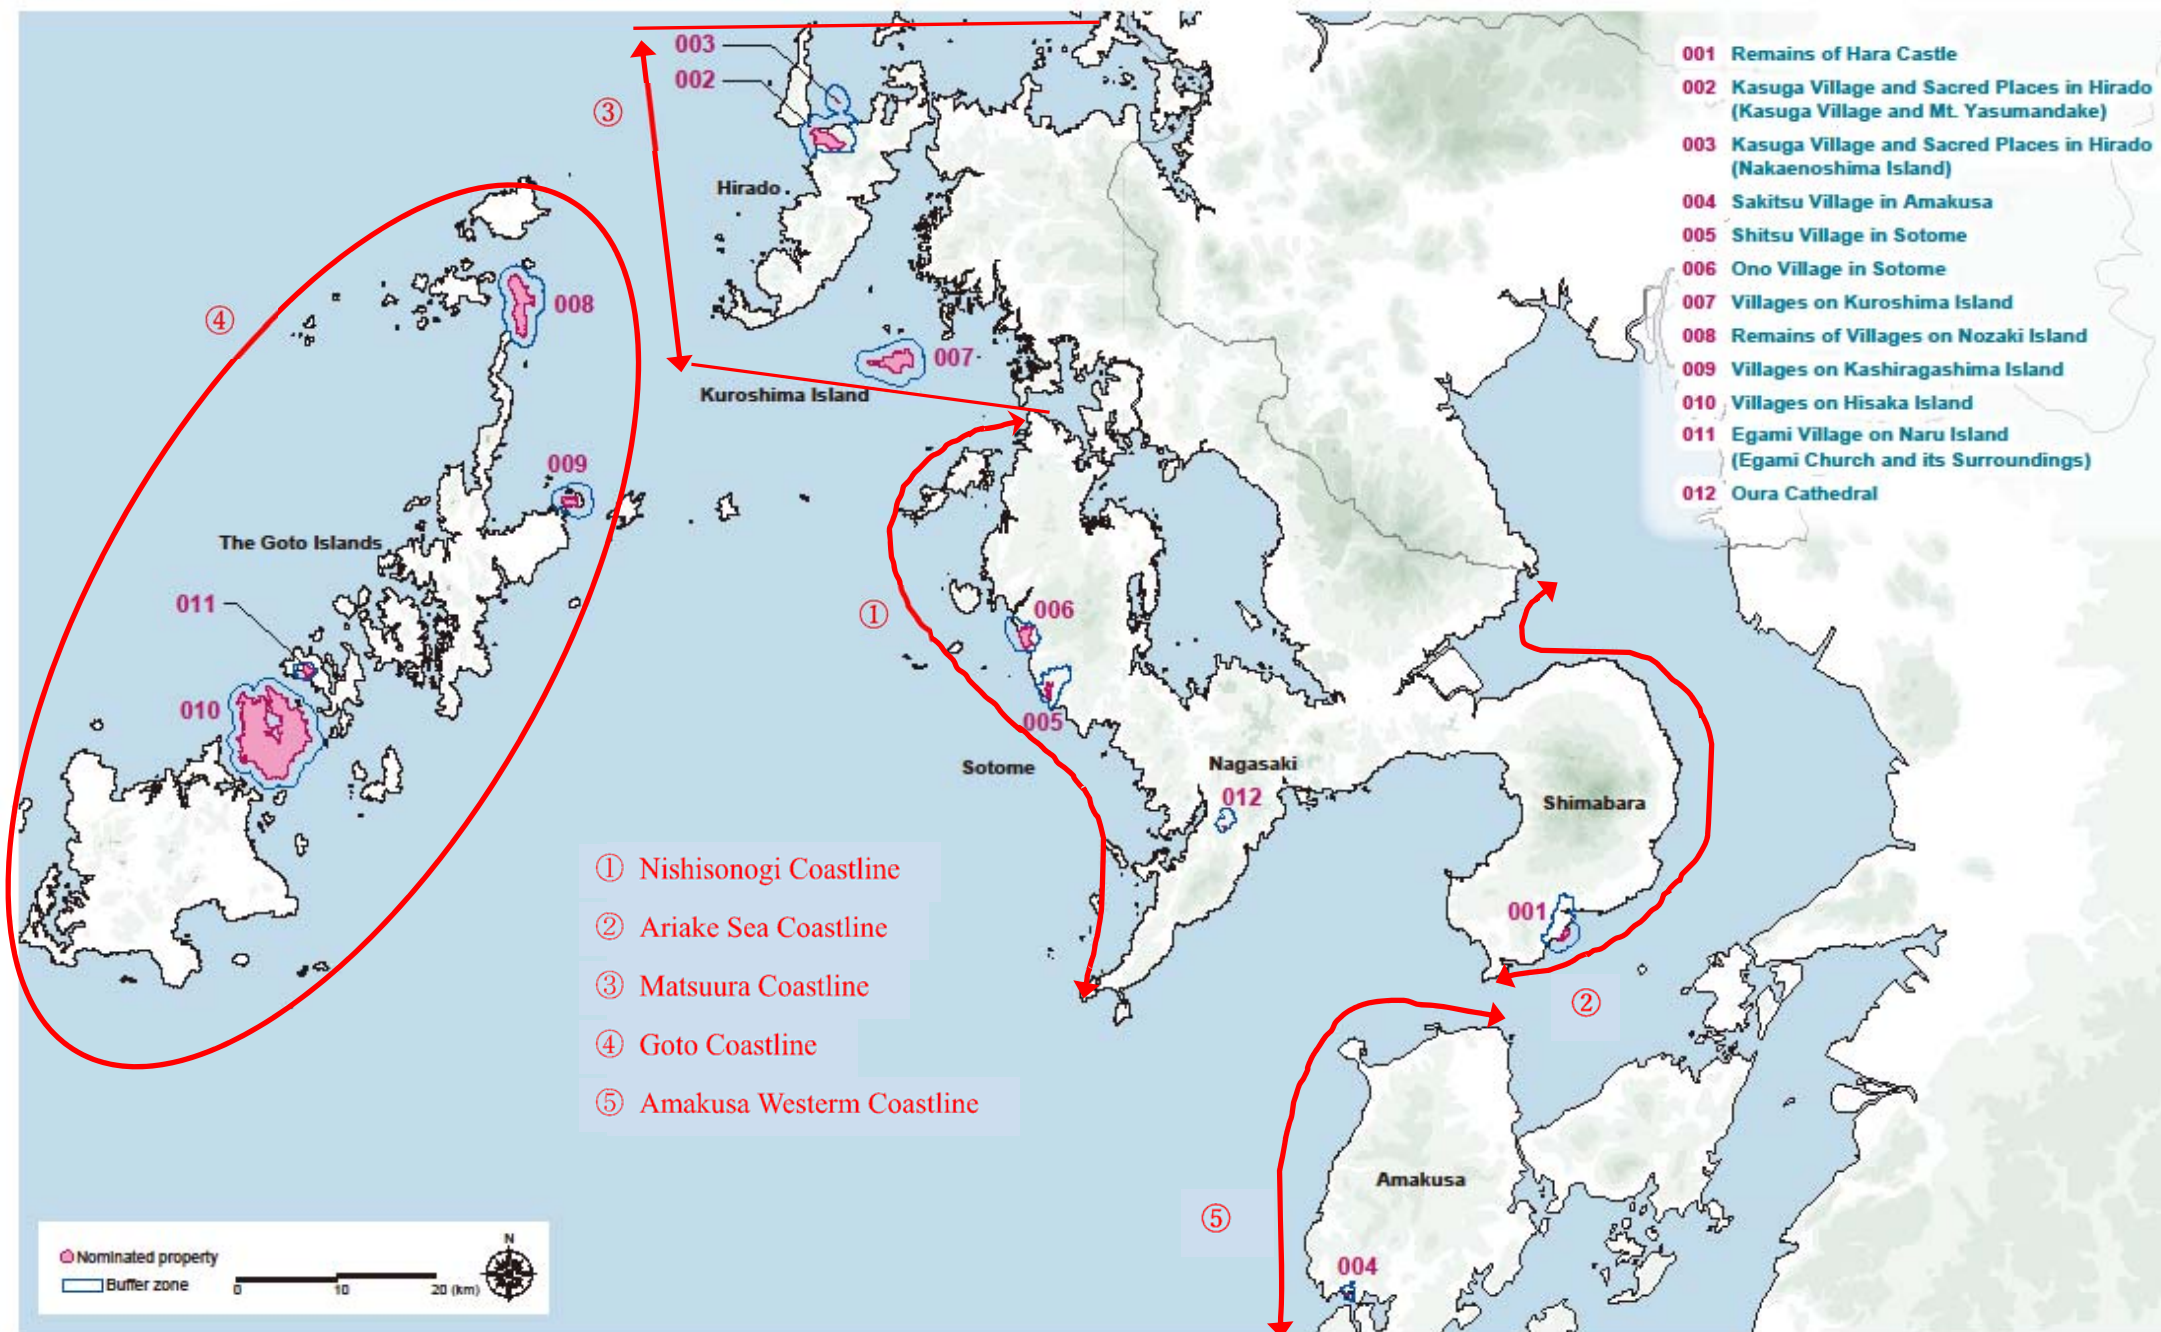 003
002
③
Hirado
④
008
007
Kuroshima Island
009
The Goto Islands
011
①
006
010
005
Sotome
Nagasaki
012
Shimabara
001
②
Amakusa
⑤
004
001 Remains of Hara Castle
002 Kasuga Village and Sacred Places in Hirado
(Kasuga Village and Mt. Yasumandake)
003 Kasuga Village and Sacred Places in Hirado
(Nakaenoshima Island)
004 Sakitsu Village in Amakusa
005 Shitsu Village in Sotome
006 Ono Village in Sotome
007 Villages on Kuroshima Island
008 Remains of Villages on Nozaki Island
009 Villages on Kashiragashima Island
010 Villages on Hisaka Island
011 Egami Village on Naru Island
(Egami Church and its Surroundings)
012 Oura Cathedral
① Nishisonogi Coastline
② Ariake Sea Coastline
③ Matsuura Coastline
④ Goto Coastline
⑤ Amakusa Westerm Coastline
Nominated property
Buffer zone
0 10 20 (km)
N